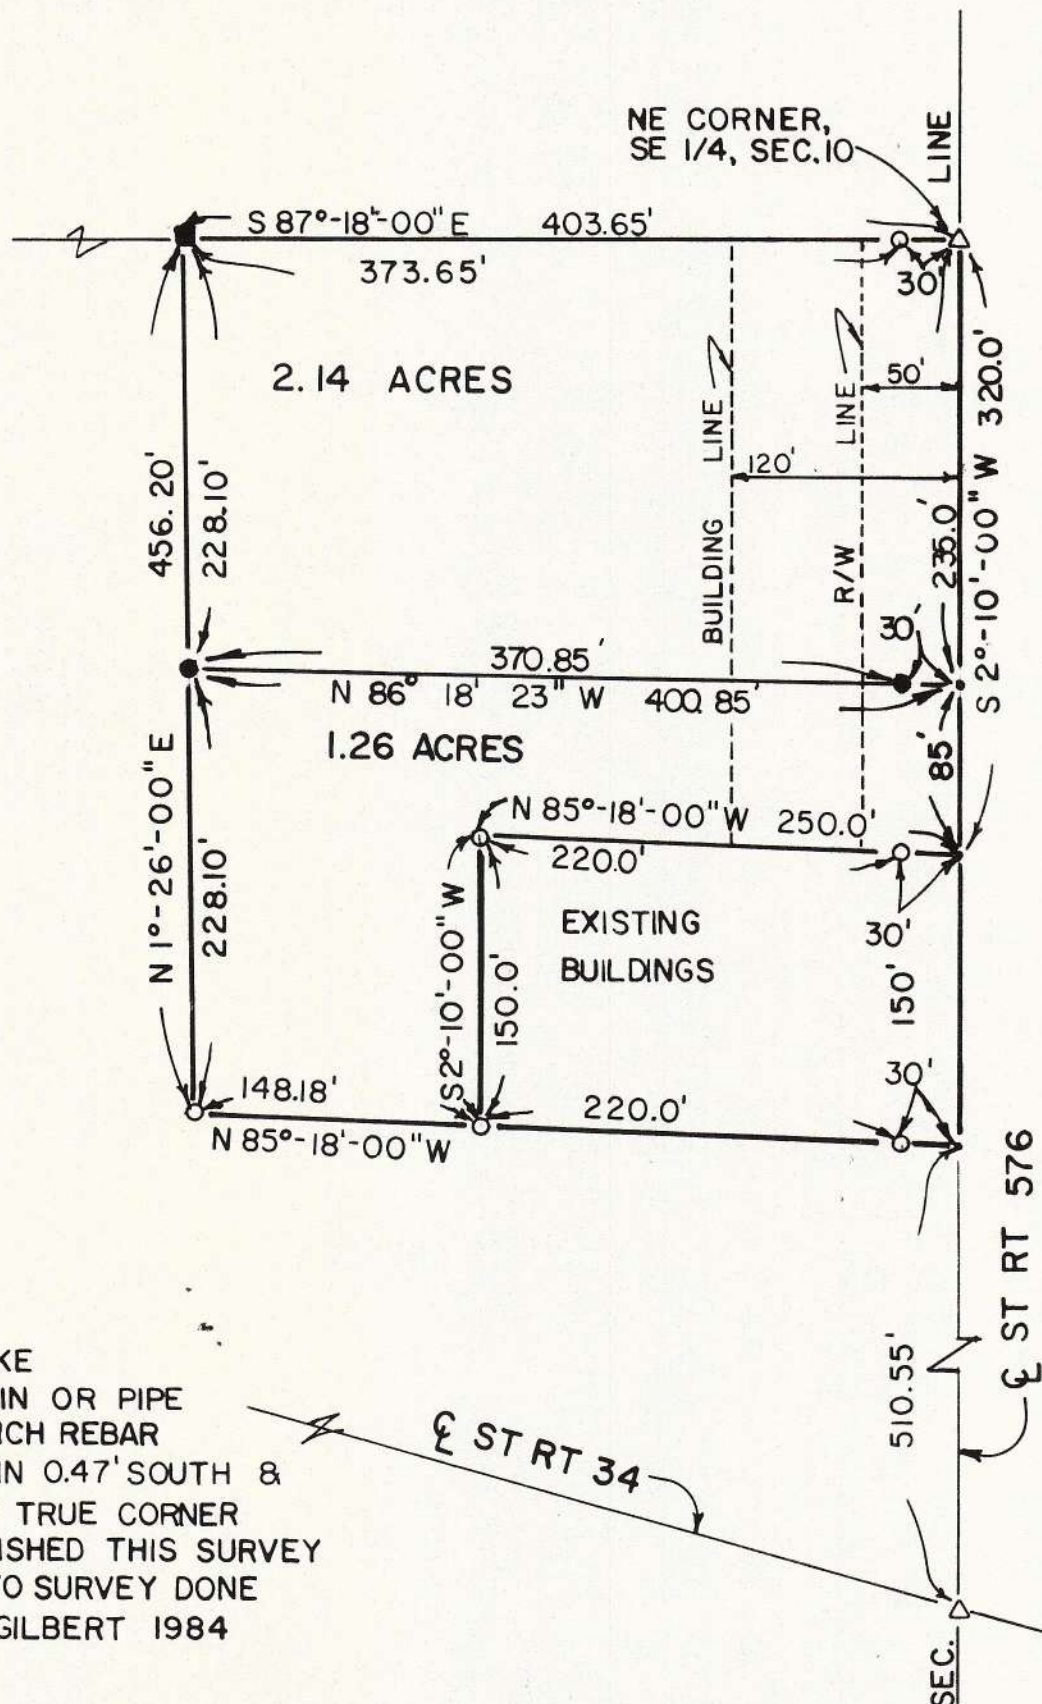 NE CORNER,
SE 1/4, SEC.10
LINE
S 87°-18'-00" E 403.65'
373.65'
30'
2.14 ACRES
50'
S 2°-10'-00" W 320.0'
LINE
LINE
120'
456.20'
228.10'
235.0'
BUILDING
R/W
30'
370.85'
N 86° 18' 23" W 400.85'
1.26 ACRES
85'
N 1°-26'-00" E
228.10'
N 85°-18'-00" W 250.0'
220.0'
S 2°-10'-00" W
150.0'
EXISTING
BUILDINGS
30'
150'
30'
148.18'
N 85°-18'-00" W
220.0'
℄ ST RT 576
510.55'
KE
IN OR PIPE
RCH REBAR
IN 0.47' SOUTH &
TRUE CORNER
ISHED THIS SURVEY
TO SURVEY DONE
GILBERT 1984
℄ ST RT 34
SEC.